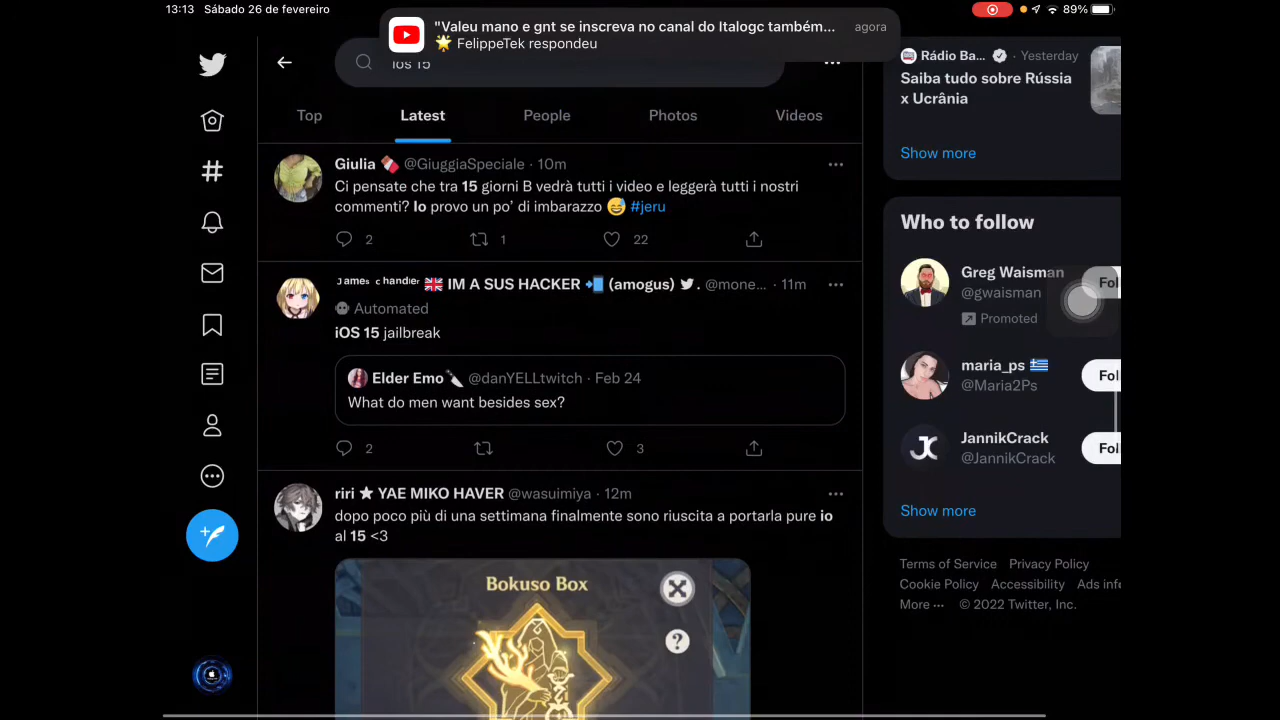 13:13 Sábado 26 de fevereiro
89%
"Valeu mano e gnt se inscreva no canal do Italogc também...
agora
🌟 FelippeTek respondeu
ios 15
Top Latest People Photos Videos
Giulia 🍫 @GiuggiaSpeciale · 10m
Ci pensate che tra 15 giorni B vedrà tutti i video e leggerà tutti i nostri
commenti? Io provo un po' di imbarazzo 😅 #jeru
2 1 22
James Chandler 🇬🇧 IM A SUS HACKER 📲 (amogus) 🐦. @mone... · 11m
Automated
iOS 15 jailbreak
Elder Emo 🔪 @danYELLtwitch · Feb 24
What do men want besides sex?
2 3
riri ★ YAE MIKO HAVER @wasuimiya · 12m
dopo poco più di una settimana finalmente sono riuscita a portarla pure io
al 15 <3
Bokuso Box
?
Rádio Ba... · Yesterday
Saiba tudo sobre Rússia
x Ucrânia
Show more
Who to follow
Greg Waisman
@gwaisman
Fol
Promoted
maria_ps 🇬🇷
@Maria2Ps
Fol
JannikCrack
@JannikCrack
Fol
Show more
Terms of Service Privacy Policy
Cookie Policy Accessibility Ads info
More ··· © 2022 Twitter, Inc.